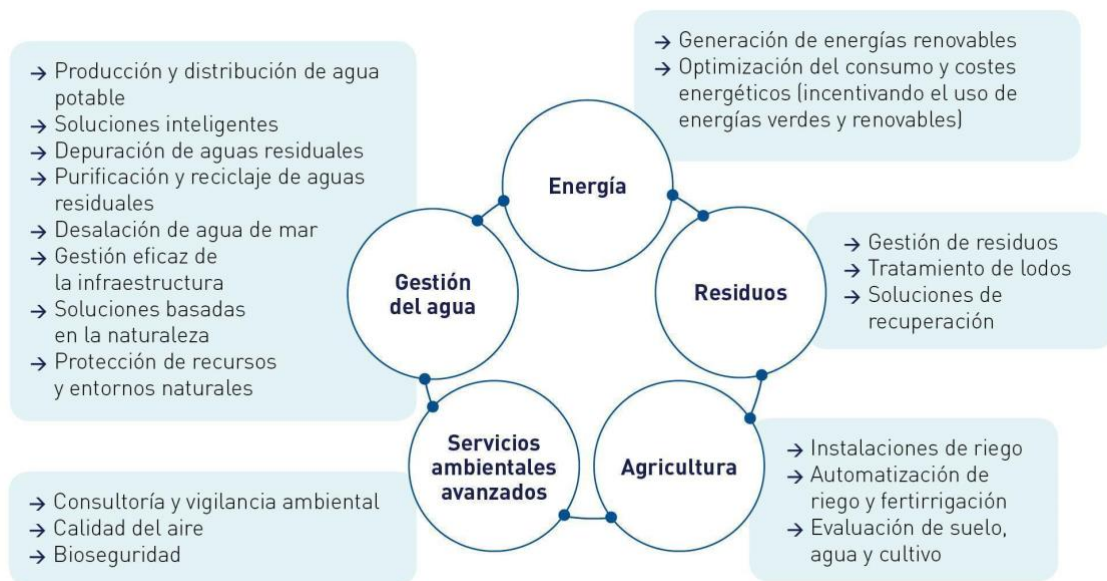 → Producción y distribución de agua
potable
→ Soluciones inteligentes
→ Depuración de aguas residuales
→ Purificación y reciclaje de aguas
residuales
→ Desalación de agua de mar
→ Gestión eficaz de
la infraestructura
→ Soluciones basadas
en la naturaleza
→ Protección de recursos
y entornos naturales
→ Generación de energías renovables
→ Optimización del consumo y costes
energéticos (incentivando el uso de
energías verdes y renovables)
Energía
Gestión
del agua
Residuos
→ Gestión de residuos
→ Tratamiento de lodos
→ Soluciones de
recuperación
Servicios
ambientales
avanzados
Agricultura
→ Instalaciones de riego
→ Automatización de
riego y fertirrigación
→ Evaluación de suelo,
agua y cultivo
→ Consultoría y vigilancia ambiental
→ Calidad del aire
→ Bioseguridad